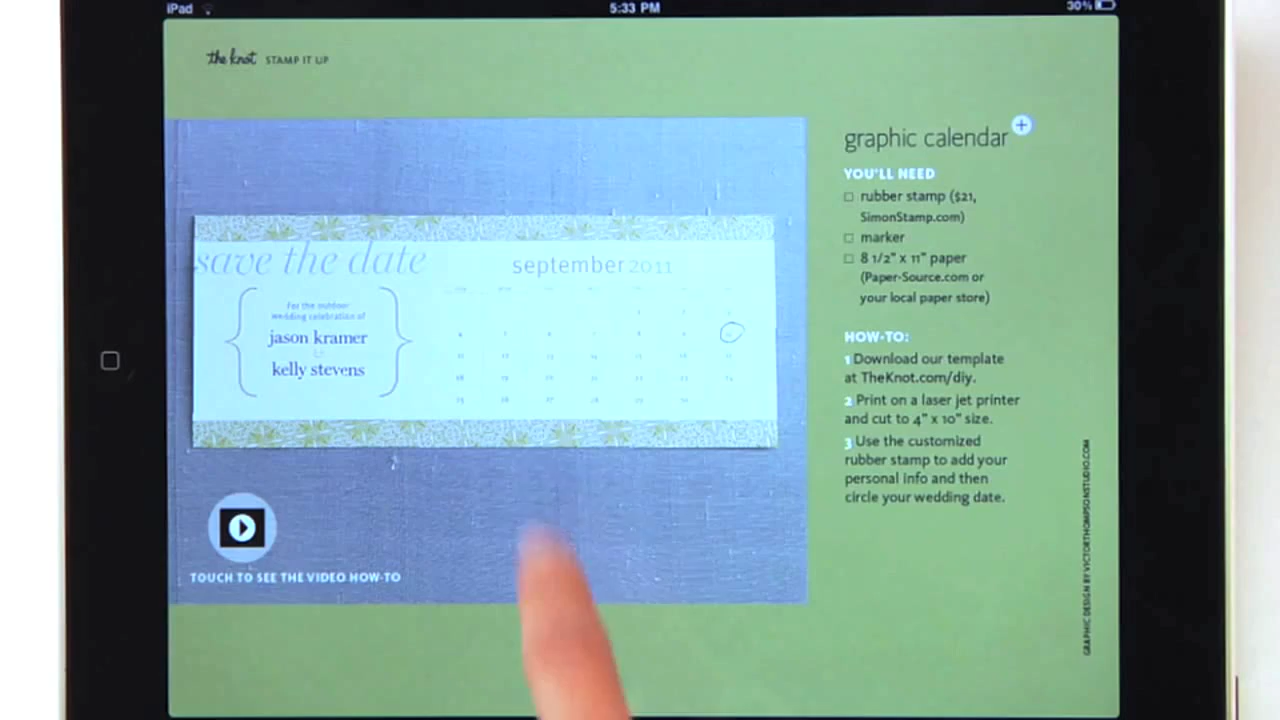 iPad 5:33 PM 30%
the knot STAMP IT UP
graphic calendar +
YOU'LL NEED
rubber stamp ($21,
SimonStamp.com)
marker
8 1/2" x 11" paper
(Paper-Source.com or
your local paper store)
HOW-TO:
1 Download our template
at TheKnot.com/diy.
2 Print on a laser jet printer
and cut to 4" x 10" size.
3 Use the customized
rubber stamp to add your
personal info and then
circle your wedding date.
save the date
For the outdoor
wedding celebration of
jason kramer
kelly stevens
september 2011
TOUCH TO SEE THE VIDEO HOW-TO
GRAPHIC DESIGN BY VICTORTHOMPSONSTUDIO.COM